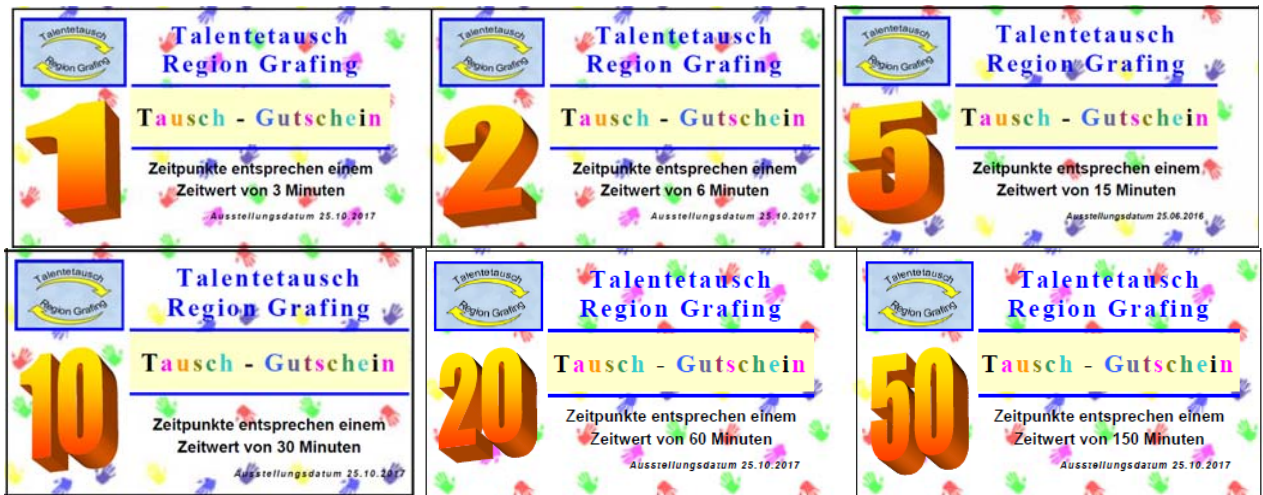 Talentetausch
Region Grafing
Talentetausch
Region Grafing
1
Tausch - Gutschein
Zeitpunkte entsprechen einem
Zeitwert von 3 Minuten
Ausstellungsdatum 25.10.2017
Talentetausch
Region Grafing
Talentetausch
Region Grafing
2
Tausch - Gutschein
Zeitpunkte entsprechen einem
Zeitwert von 6 Minuten
Ausstellungsdatum 25.10.2017
Talentetausch
Region Grafing
Talentetausch
Region Grafing
5
Tausch - Gutschein
Zeitpunkte entsprechen einem
Zeitwert von 15 Minuten
Ausstellungsdatum 25.06.2016
Talentetausch
Region Grafing
Talentetausch
Region Grafing
10
Tausch - Gutschein
Zeitpunkte entsprechen einem
Zeitwert von 30 Minuten
Ausstellungsdatum 25.10.2017
Talentetausch
Region Grafing
Talentetausch
Region Grafing
20
Tausch - Gutschein
Zeitpunkte entsprechen einem
Zeitwert von 60 Minuten
Ausstellungsdatum 25.10.2017
Talentetausch
Region Grafing
Talentetausch
Region Grafing
50
Tausch - Gutschein
Zeitpunkte entsprechen einem
Zeitwert von 150 Minuten
Ausstellungsdatum 25.10.2017